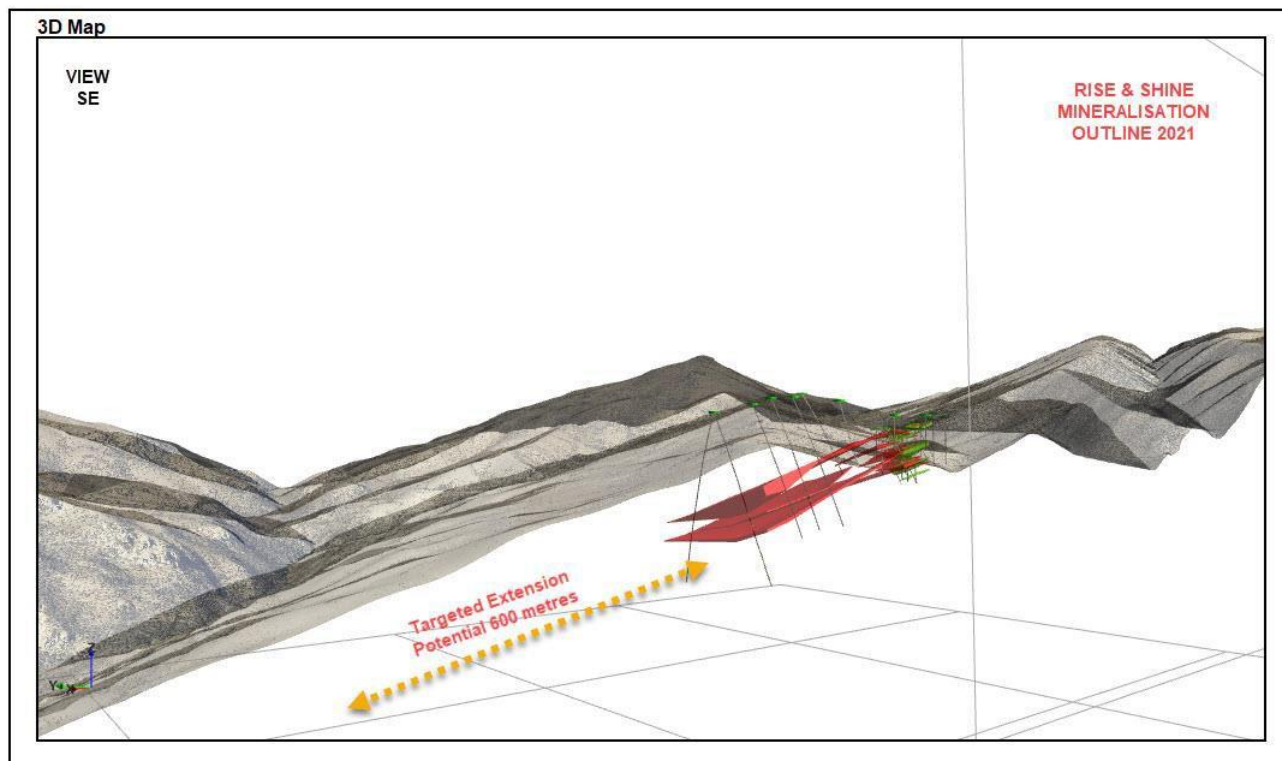 3D Map
VIEW
SE
RISE & SHINE
MINERALISATION
OUTLINE 2021
Targeted Extension
Potential 600 metres
Z
Y
X